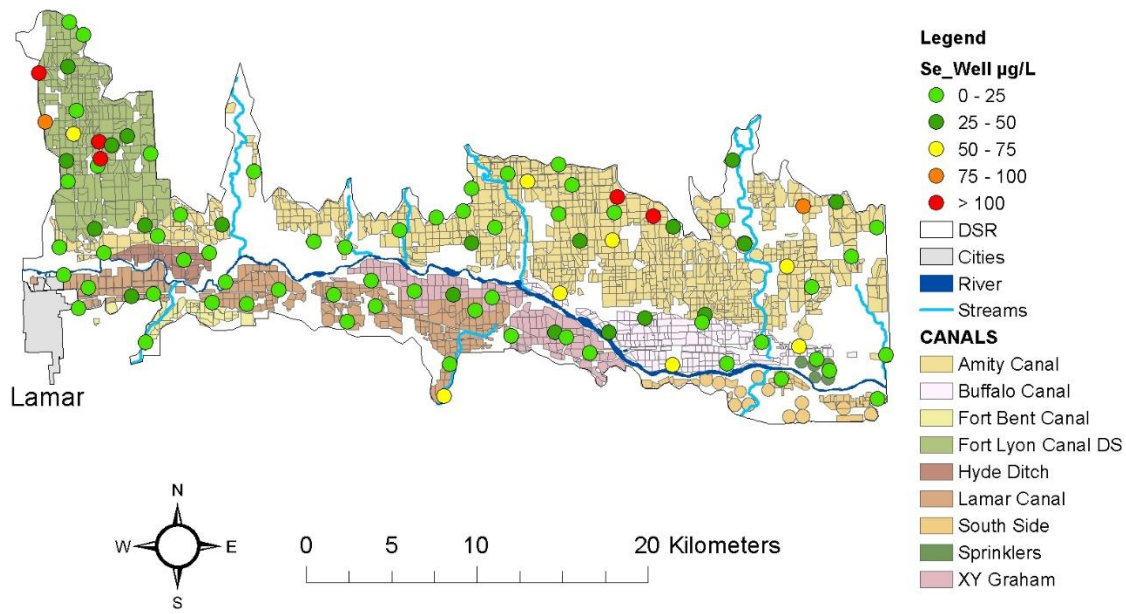 Legend
Se_Well µg/L
0 - 25
25 - 50
50 - 75
75 - 100
> 100
DSR
Cities
River
Streams
CANALS
Amity Canal
Buffalo Canal
Fort Bent Canal
Fort Lyon Canal DS
Hyde Ditch
Lamar Canal
South Side
Sprinklers
XY Graham
Lamar
N
W E
S
0 5 10 20 Kilometers